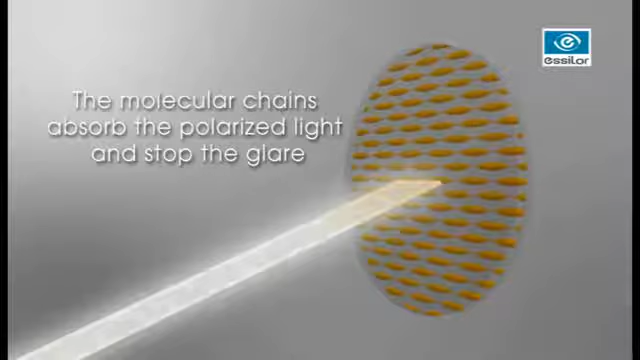 essilor
The molecular chains
absorb the polarized light
and stop the glare